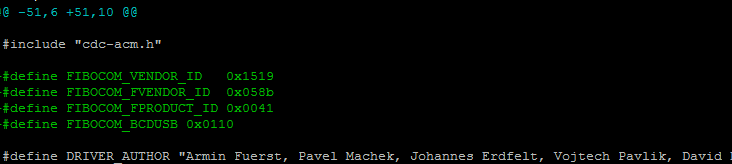 @ -51,6 +51,10 @@
#include "cdc-acm.h"
#define FIBOCOM_VENDOR_ID   0x1519
#define FIBOCOM_FVENDOR_ID 0x058b
#define FIBOCOM_FPRODUCT_ID 0x0041
#define FIBOCOM_BCDUSB 0x0110
#define DRIVER_AUTHOR "Armin Fuerst, Pavel Machek, Johannes Erdfelt, Vojtech Pavlik, David